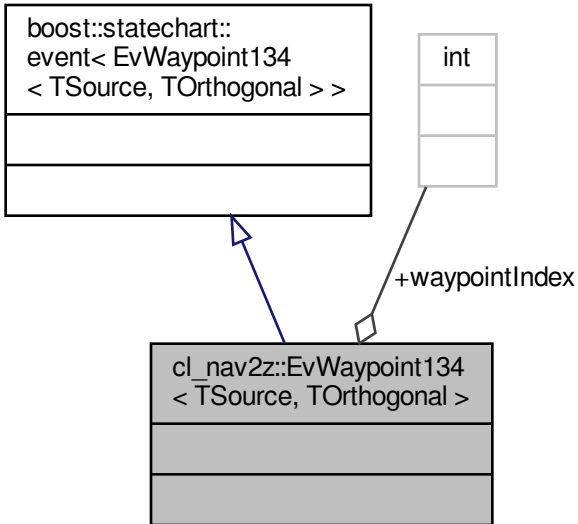 boost::statechart::
event< EvWaypoint134
< TSource, TOrthogonal > >
int
+waypointIndex
cl_nav2z::EvWaypoint134
< TSource, TOrthogonal >